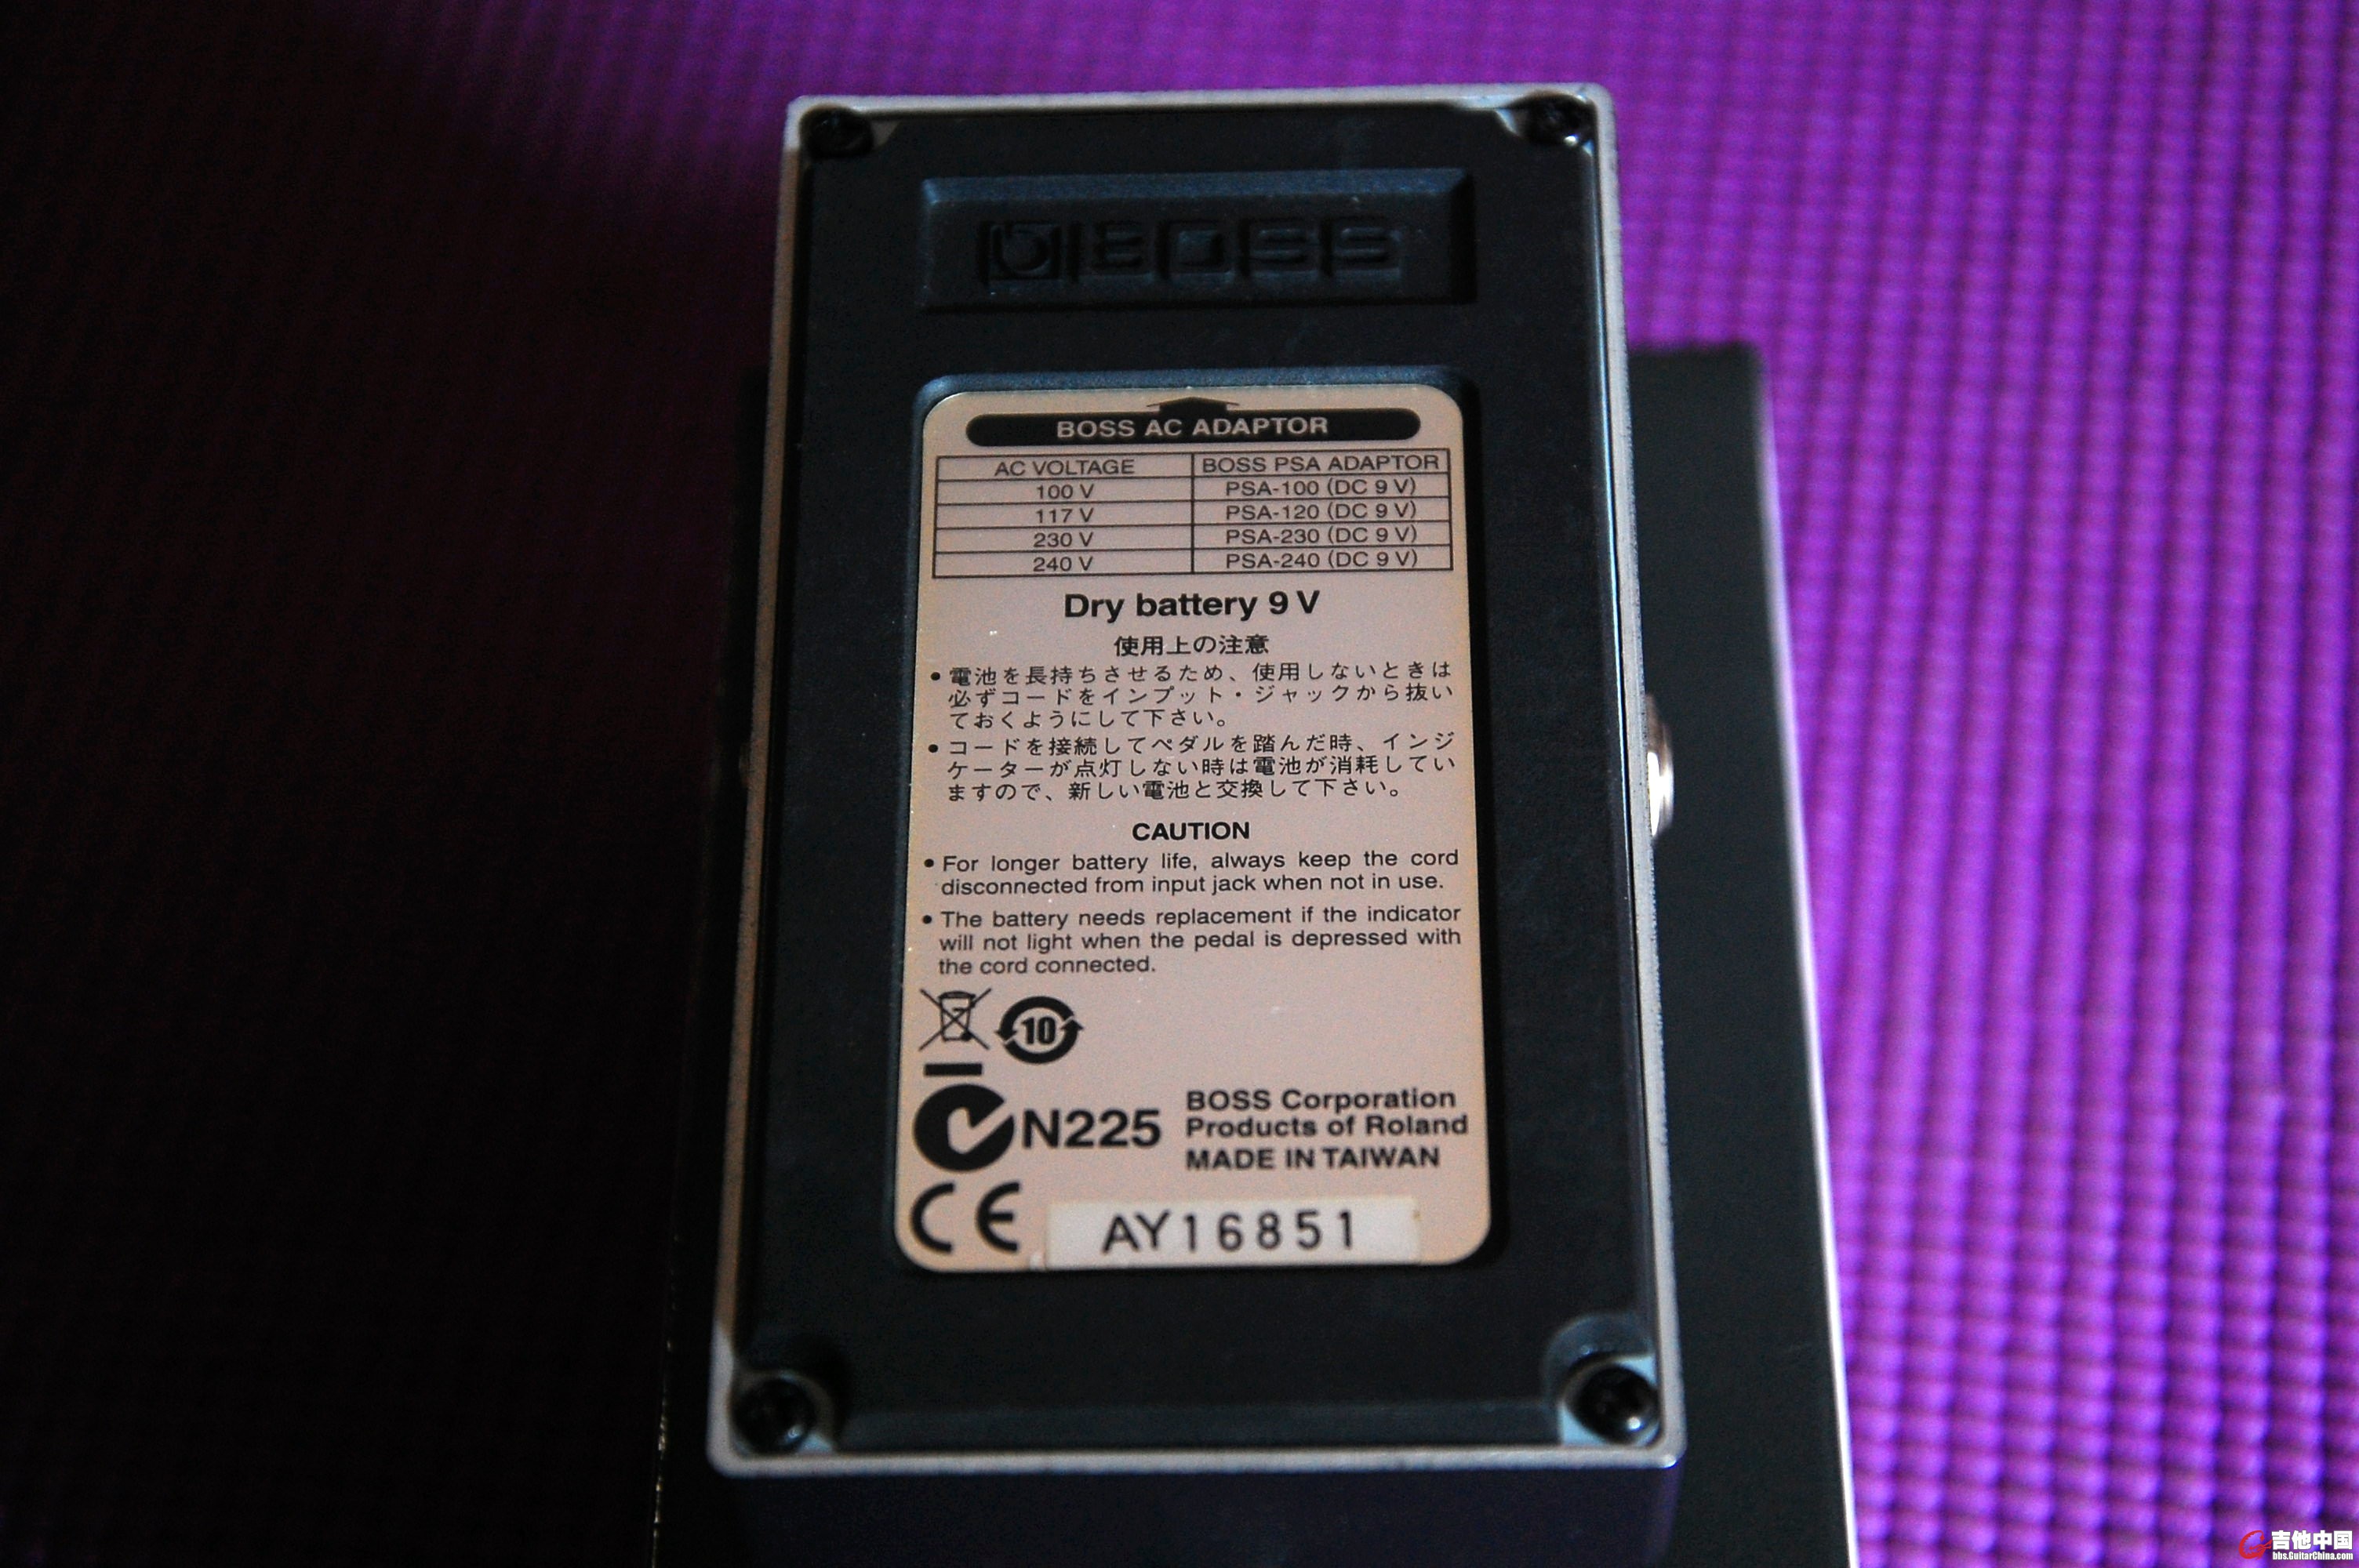 BOSS
BOSS AC ADAPTOR
AC VOLTAGE BOSS PSA ADAPTOR
100 V PSA-100 (DC 9 V)
117 V PSA-120 (DC 9 V)
230 V PSA-230 (DC 9 V)
240 V PSA-240 (DC 9 V)
Dry battery 9 V
使用上の注意
• 電池を長持ちさせるため、使用しないときは
必ずコードをインプット・ジャックから抜い
ておくようにして下さい。
• コードを接続してペダルを踏んだ時、インジ
ケーターが点灯しない時は電池が消耗してい
ますので、新しい電池と交換して下さい。
CAUTION
• For longer battery life, always keep the cord
disconnected from input jack when not in use.
• The battery needs replacement if the indicator
will not light when the pedal is depressed with
the cord connected.
10
N225
BOSS Corporation
Products of Roland
MADE IN TAIWAN
CE
AY16851
吉他中国
bbs.GuitarChina.com